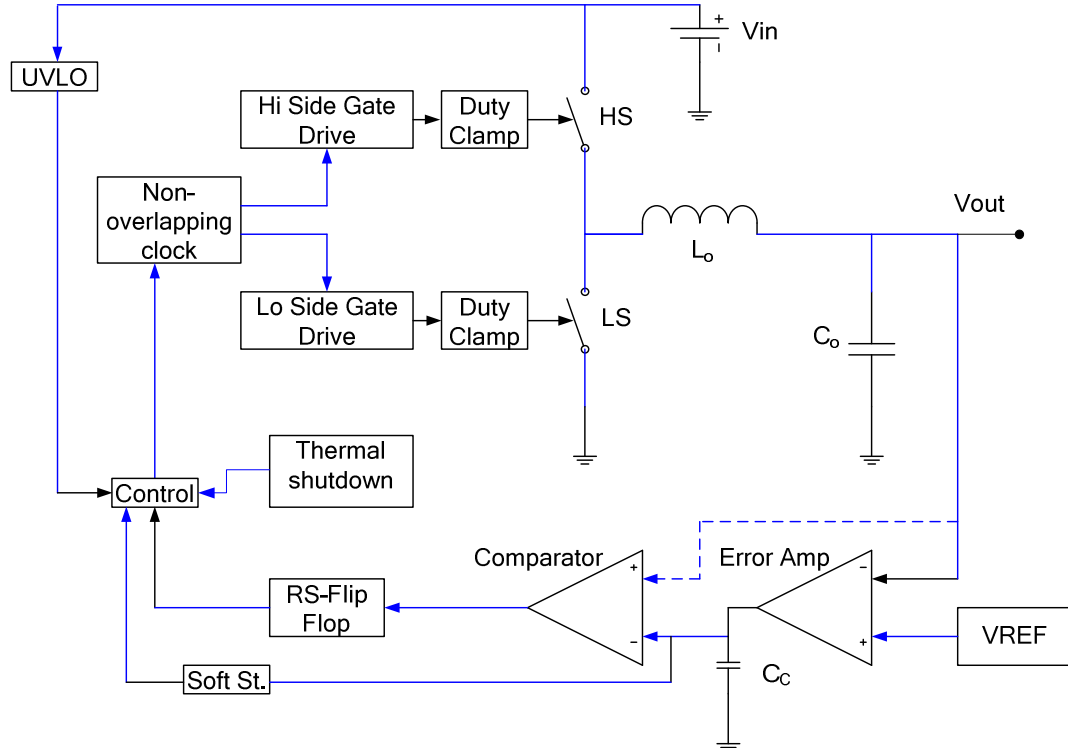 Vin
+
UVLO
Hi Side Gate
Drive
Duty
Clamp
HS
Non-
overlapping
clock
Vout
Lo
Lo Side Gate
Drive
Duty
Clamp
LS
Co
Thermal
shutdown
Control
Comparator
Error Amp
+
-
RS-Flip
Flop
-
+
VREF
Soft St.
CC